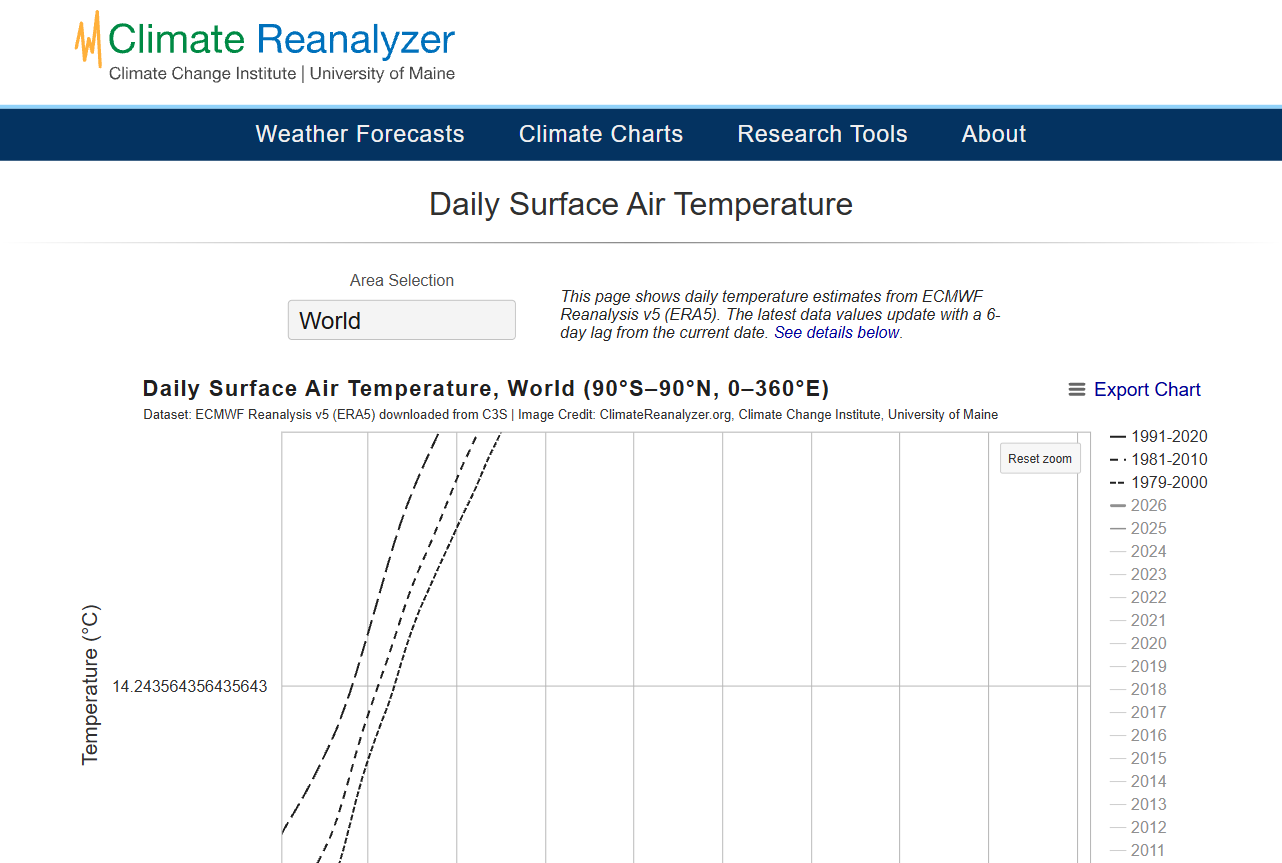 Climate Reanalyzer
Climate Change Institute | University of Maine
Weather Forecasts Climate Charts Research Tools About
Daily Surface Air Temperature
Area Selection
World
This page shows daily temperature estimates from ECMWF
Reanalysis v5 (ERA5). The latest data values update with a 6-
day lag from the current date. See details below.
Daily Surface Air Temperature, World (90°S–90°N, 0–360°E)
Export Chart
Dataset: ECMWF Reanalysis v5 (ERA5) downloaded from C3S | Image Credit: ClimateReanalyzer.org, Climate Change Institute, University of Maine
Reset zoom
Temperature (°C)
14.243564356435643
1991-2020
1981-2010
1979-2000
2026
2025
2024
2023
2022
2021
2020
2019
2018
2017
2016
2015
2014
2013
2012
2011